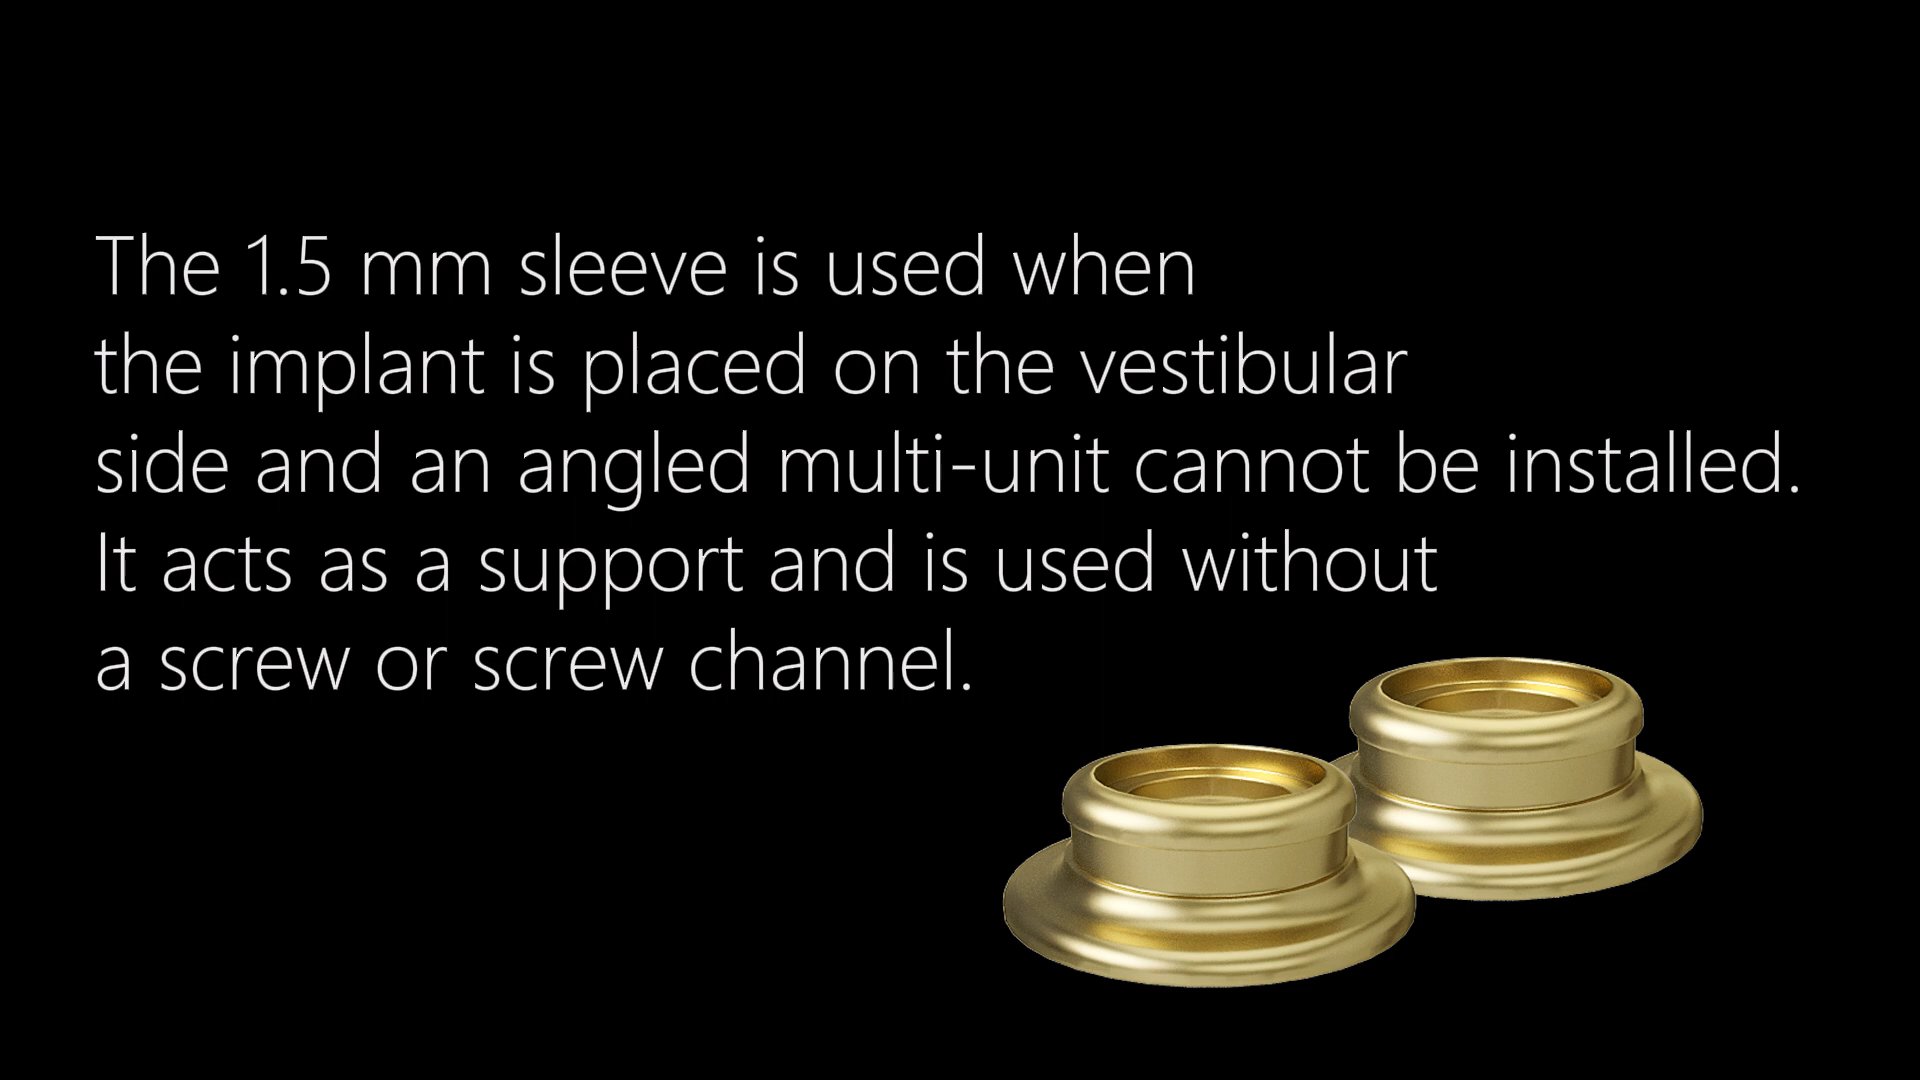 The 1.5 mm sleeve is used when
the implant is placed on the vestibular
side and an angled multi-unit cannot be installed.
It acts as a support and is used without
a screw or screw channel.